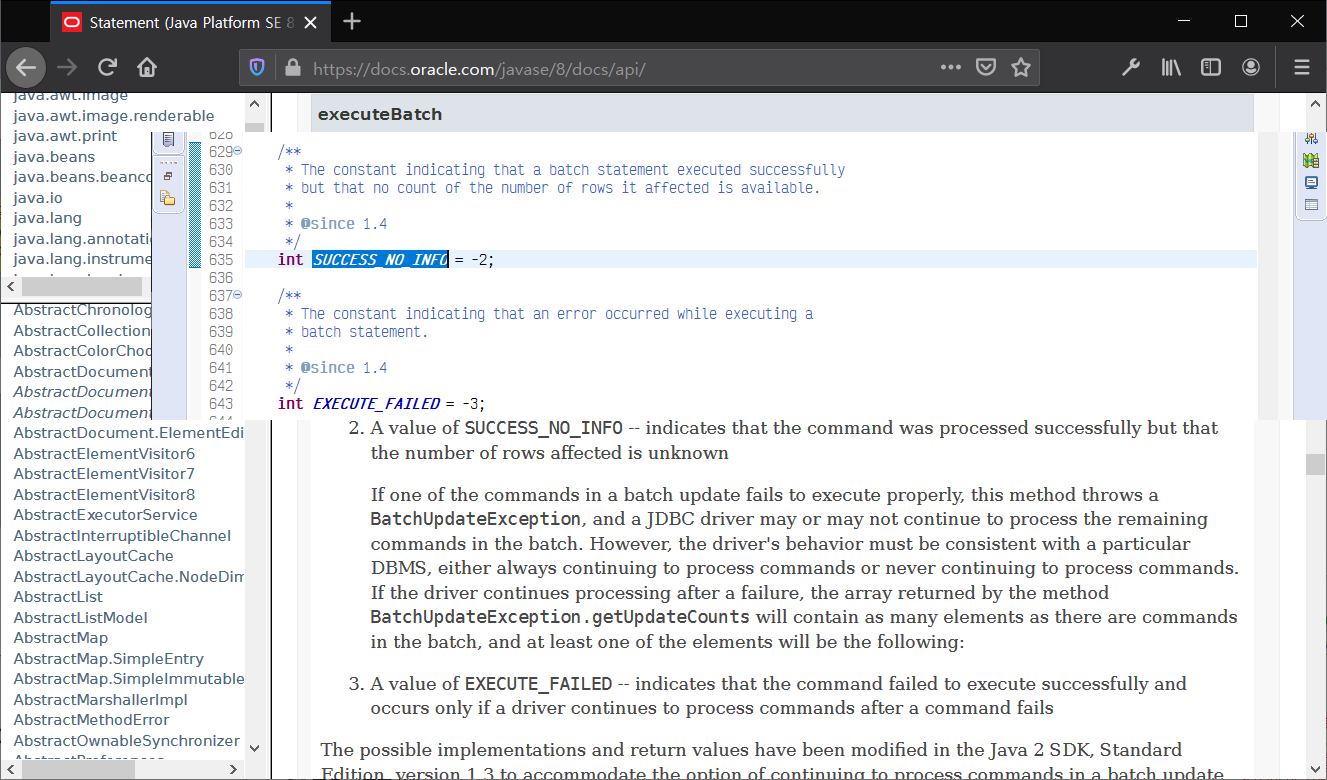 Statement (Java Platform SE 8
https://docs.oracle.com/javase/8/docs/api/
java.awt.image
java.awt.image.renderable
java.awt.print
java.beans
java.beans.beanco
java.io
java.lang
java.lang.annotati
java.lang.instrume
AbstractChronolog
AbstractCollection
AbstractColorChoo
AbstractDocument
AbstractDocument
AbstractDocument
AbstractDocument.ElementEdi
AbstractElementVisitor6
AbstractElementVisitor7
AbstractElementVisitor8
AbstractExecutorService
AbstractInterruptibleChannel
AbstractLayoutCache
AbstractLayoutCache.NodeDim
AbstractList
AbstractListModel
AbstractMap
AbstractMap.SimpleEntry
AbstractMap.SimpleImmutable
AbstractMarshallerImpl
AbstractMethodError
AbstractOwnableSynchronizer
AbstractPreferences
executeBatch
628
629 /**
630 * The constant indicating that a batch statement executed successfully
631 * but that no count of the number of rows it affected is available.
632 *
633 * @since 1.4
634 */
635 int SUCCESS_NO_INFO = -2;
636
637 /**
638 * The constant indicating that an error occurred while executing a
639 * batch statement.
640 *
641 * @since 1.4
642 */
643 int EXECUTE_FAILED = -3;
2. A value of SUCCESS_NO_INFO -- indicates that the command was processed successfully but that
the number of rows affected is unknown
If one of the commands in a batch update fails to execute properly, this method throws a
BatchUpdateException, and a JDBC driver may or may not continue to process the remaining
commands in the batch. However, the driver's behavior must be consistent with a particular
DBMS, either always continuing to process commands or never continuing to process commands.
If the driver continues processing after a failure, the array returned by the method
BatchUpdateException.getUpdateCounts will contain as many elements as there are commands
in the batch, and at least one of the elements will be the following:
3. A value of EXECUTE_FAILED -- indicates that the command failed to execute successfully and
occurs only if a driver continues to process commands after a command fails
The possible implementations and return values have been modified in the Java 2 SDK, Standard
Edition, version 1.3 to accommodate the option of continuing to process commands in a batch update